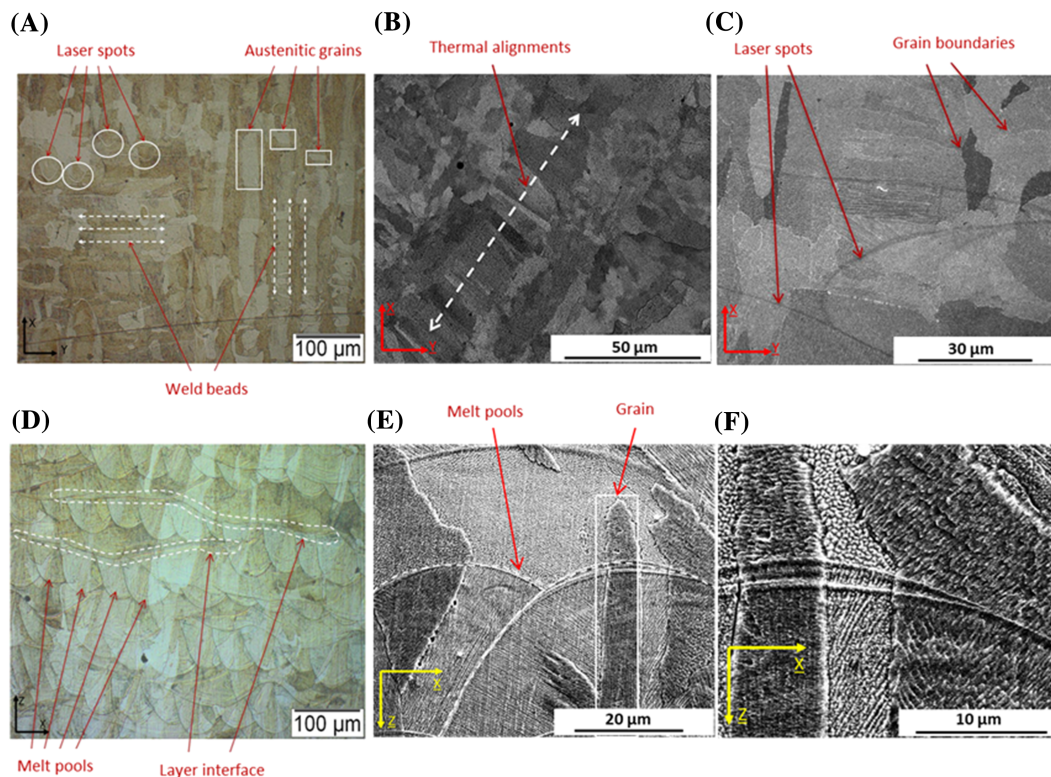 (A)
(B)
(C)
Laser spots
Austenitic grains
Thermal alignments
Laser spots
Grain boundaries
X
Y
100 µm
X
Y
50 µm
X
Y
30 µm
Weld beads
(D)
(E)
(F)
Melt pools
Grain
Z
X
100 µm
X
Z
20 µm
X
Z
10 µm
Melt pools
Layer interface